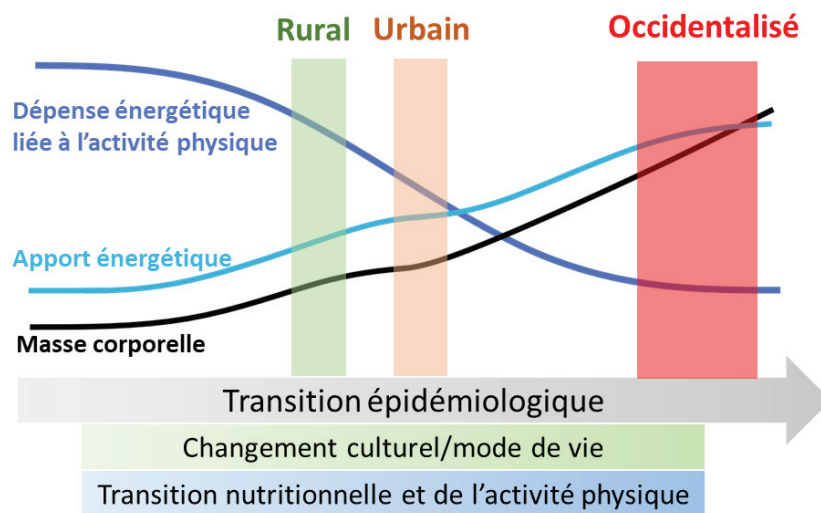 Rural
Urbain
Occidentalisé
Dépense énergétique
liée à l'activité physique
Apport énergétique
Masse corporelle
Transition épidémiologique
Changement culturel/mode de vie
Transition nutritionnelle et de l'activité physique